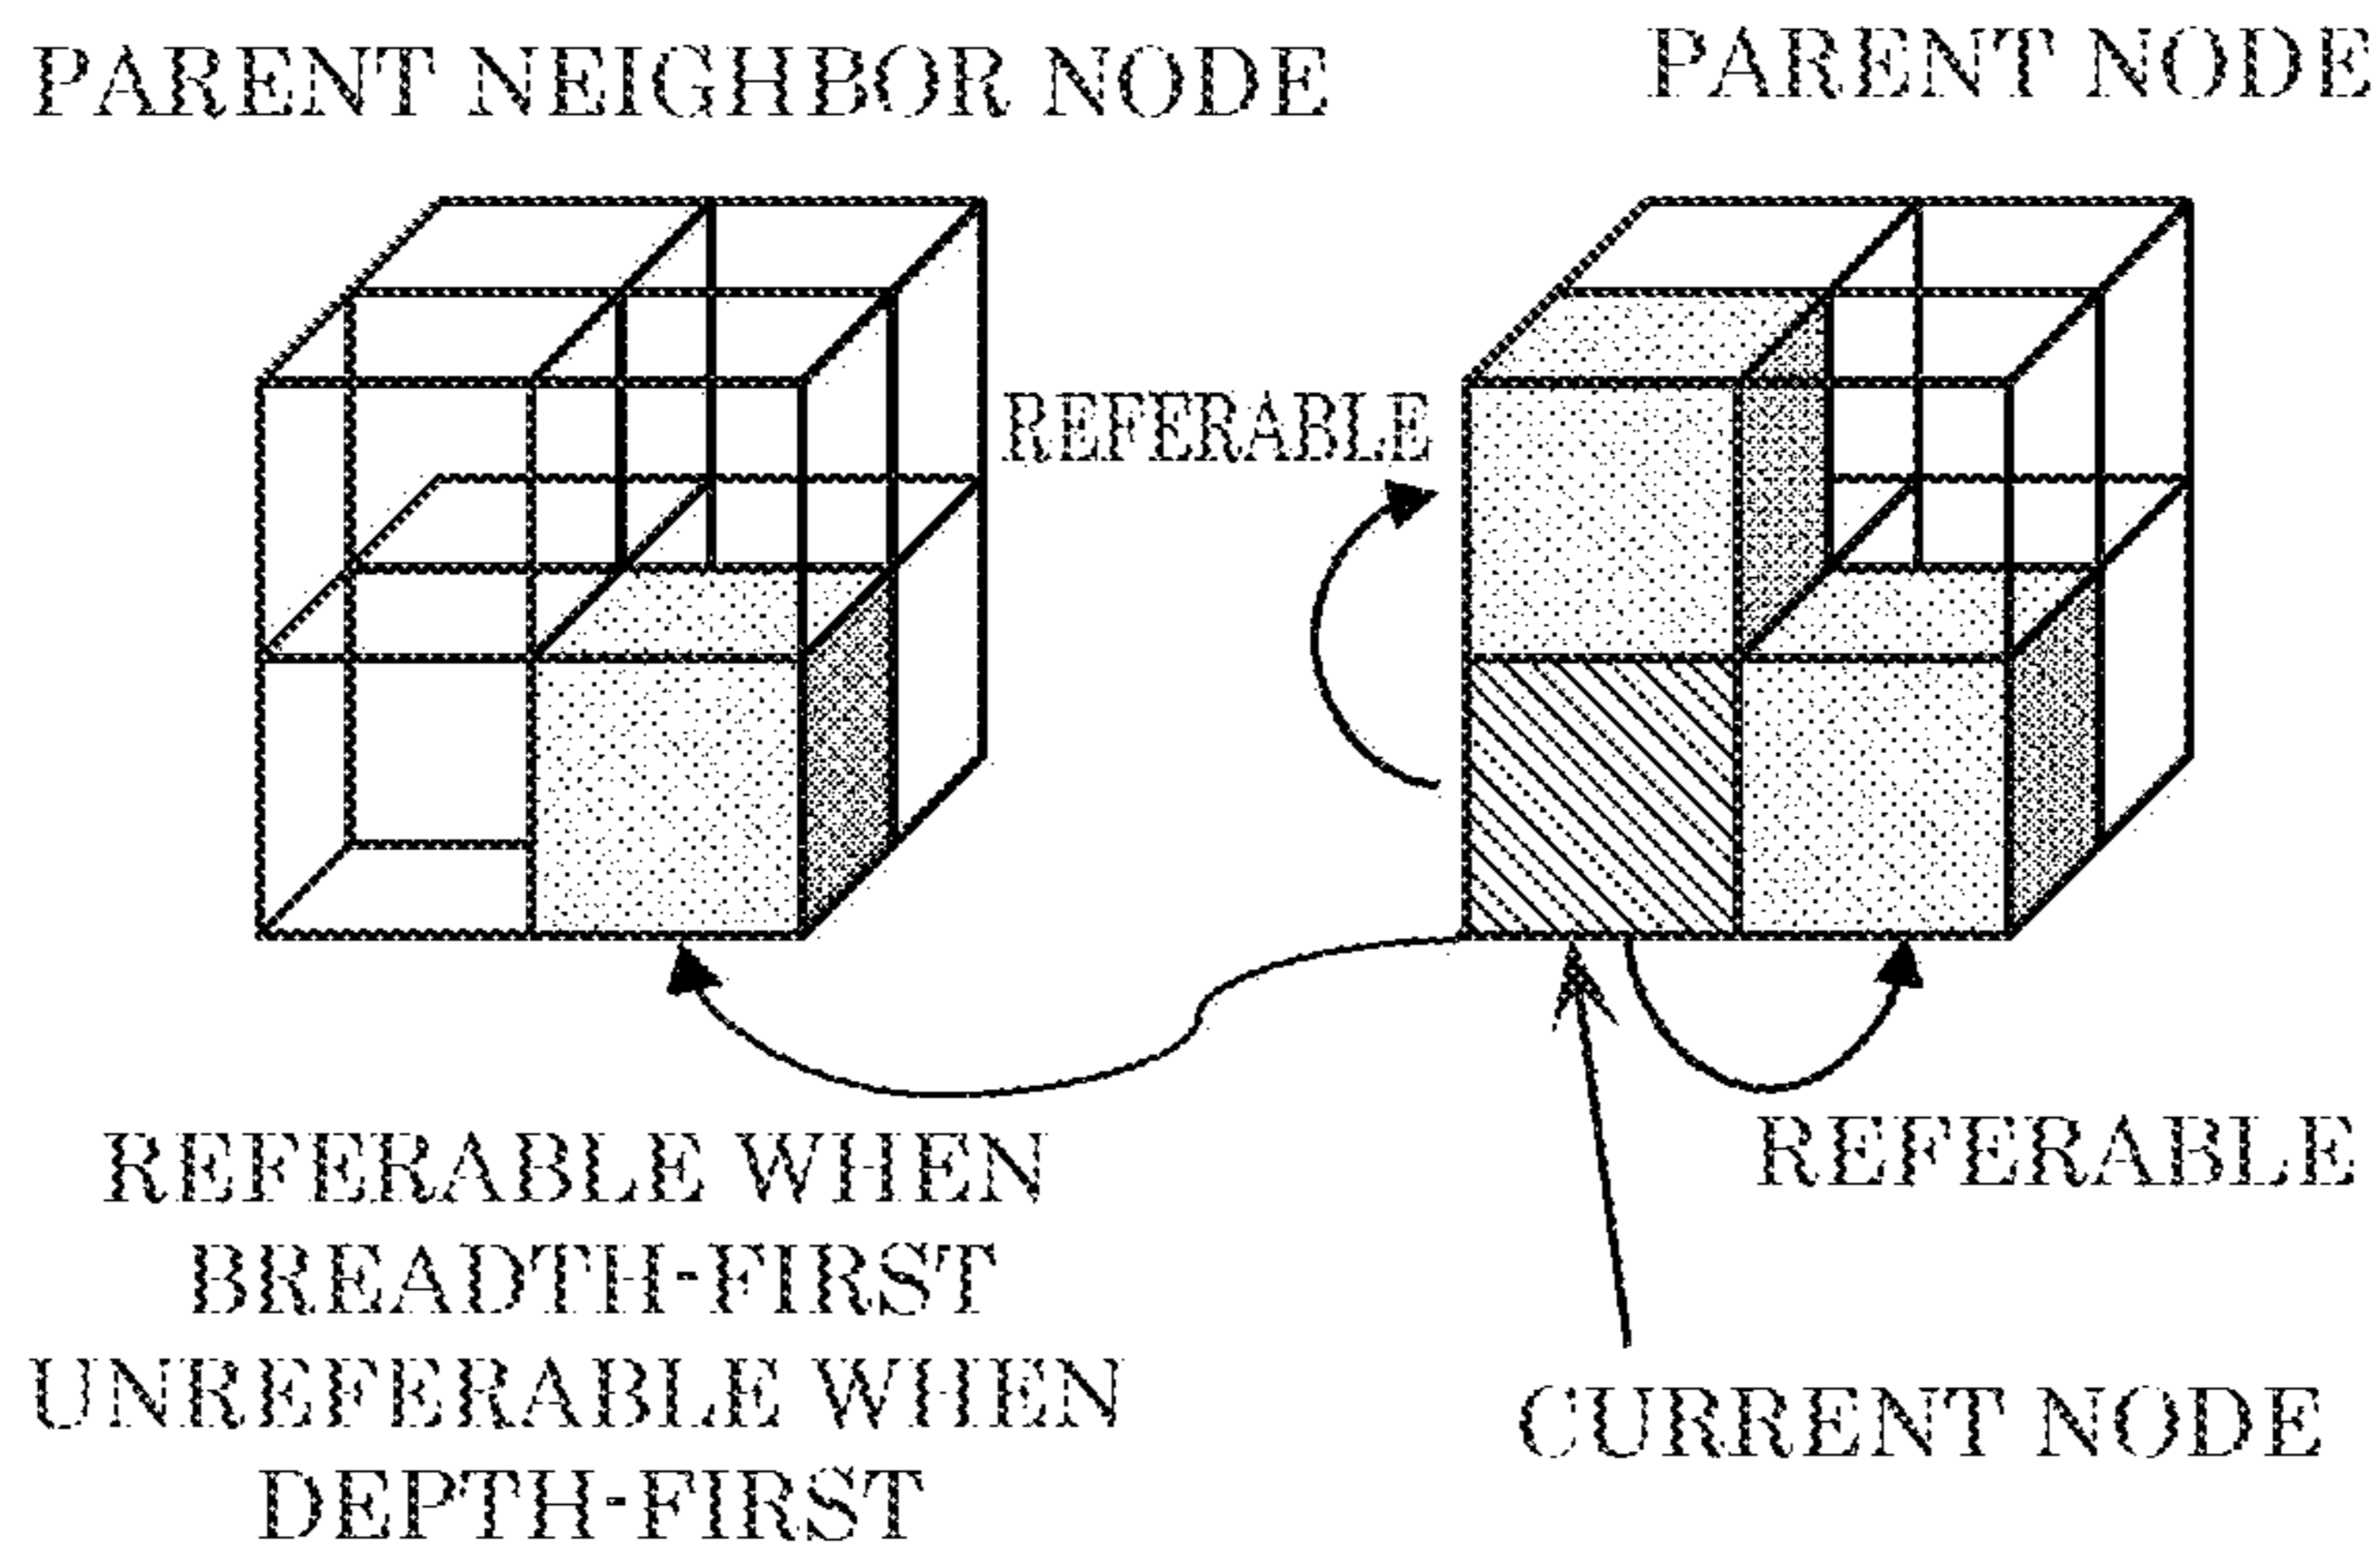 PARENT NEIGHBOR NODE
PARENT NODE
REFERABLE
REFERABLE WHEN
BREADTH-FIRST
UNREFERABLE WHEN
DEPTH-FIRST
REFERABLE
CURRENT NODE